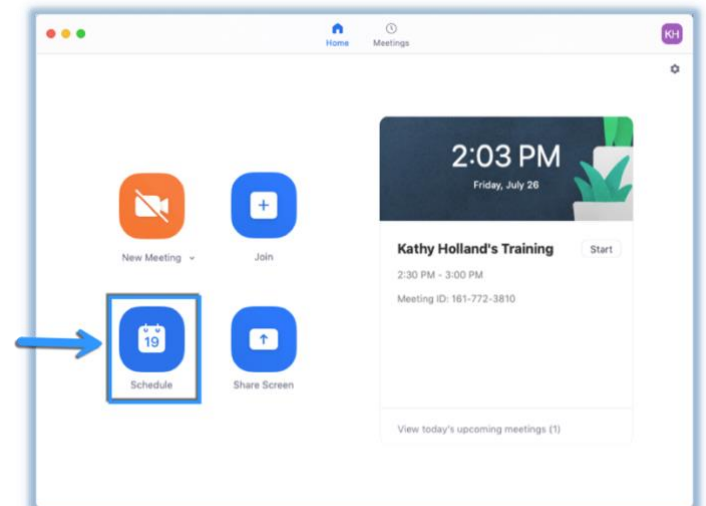 Home
Meetings
KH
2:03 PM
Friday, July 26
New Meeting
Join
Kathy Holland's Training
Start
2:30 PM - 3:00 PM
Meeting ID: 161-772-3810
19
Schedule
Share Screen
View today's upcoming meetings (1)